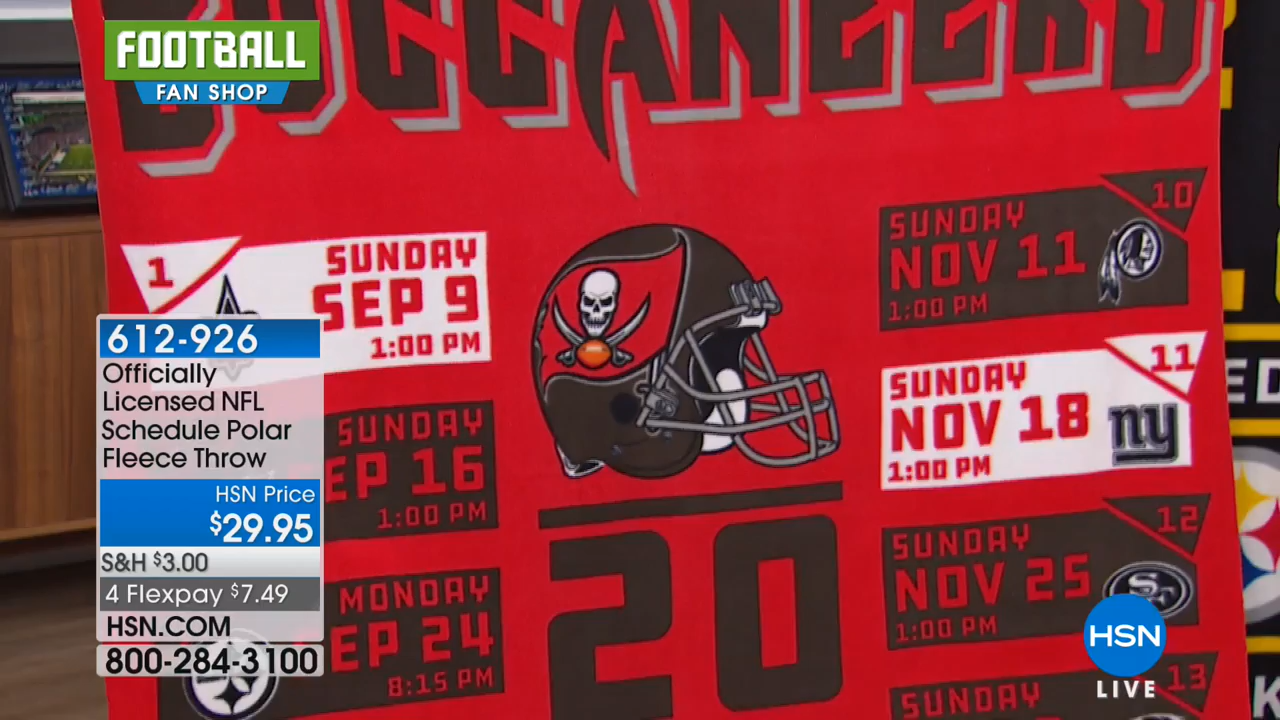 BUCCANEERS
FOOTBALL
FAN SHOP
1
SUNDAY
SEP 9
1:00 PM
SUNDAY
EP 16
1:00 PM
MONDAY
EP 24
8:15 PM
20
10
SUNDAY
NOV 11
1:00 PM
11
SUNDAY
NOV 18
1:00 PM
ny
12
SUNDAY
NOV 25
1:00 PM
SF
13
SUNDAY
ED
K
612-926
Officially
Licensed NFL
Schedule Polar
Fleece Throw
HSN Price
$29.95
S&H $3.00
4 Flexpay $7.49
HSN.COM
800-284-3100
HSN
LIVE